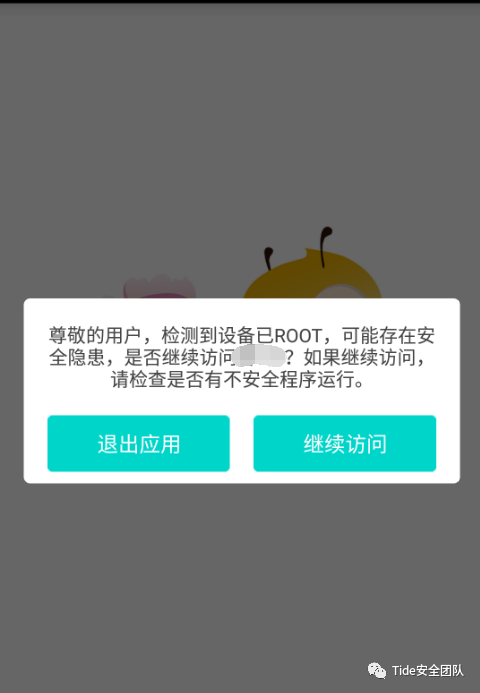 尊敬的用户，检测到设备已ROOT，可能存在安
全隐患，是否继续访问？如果继续访问，
请检查是否有不安全程序运行。
退出应用
继续访问
Tide安全团队